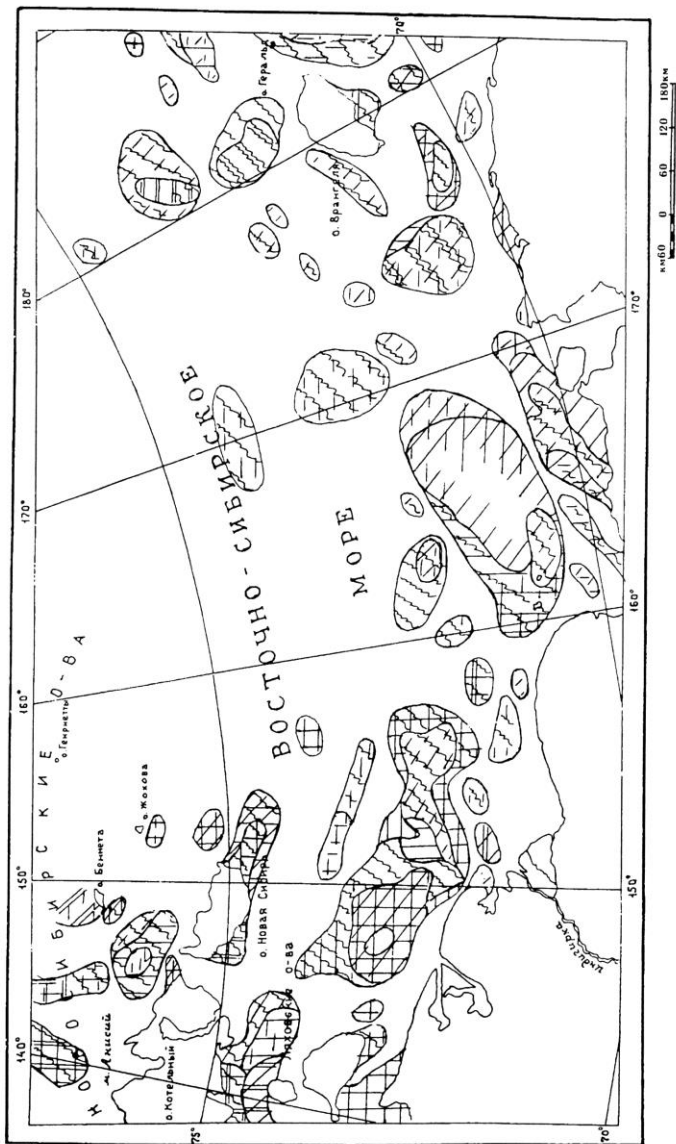 140°
150°
160°
170°
180°
НОВОСИБИРСКИЕ О-ВА
м. Анисий
о. Котельный
о. Беннета
о. Жохова
о. Генриетты
о. Новая Сибирь
Ляховские о-ва
ВОСТОЧНО-СИБИРСКОЕ
МОРЕ
о. Врангеля
о. Геральд
Индигирка
75°
70°
150°
160°
170°
70°
км60 0 60 120 180км